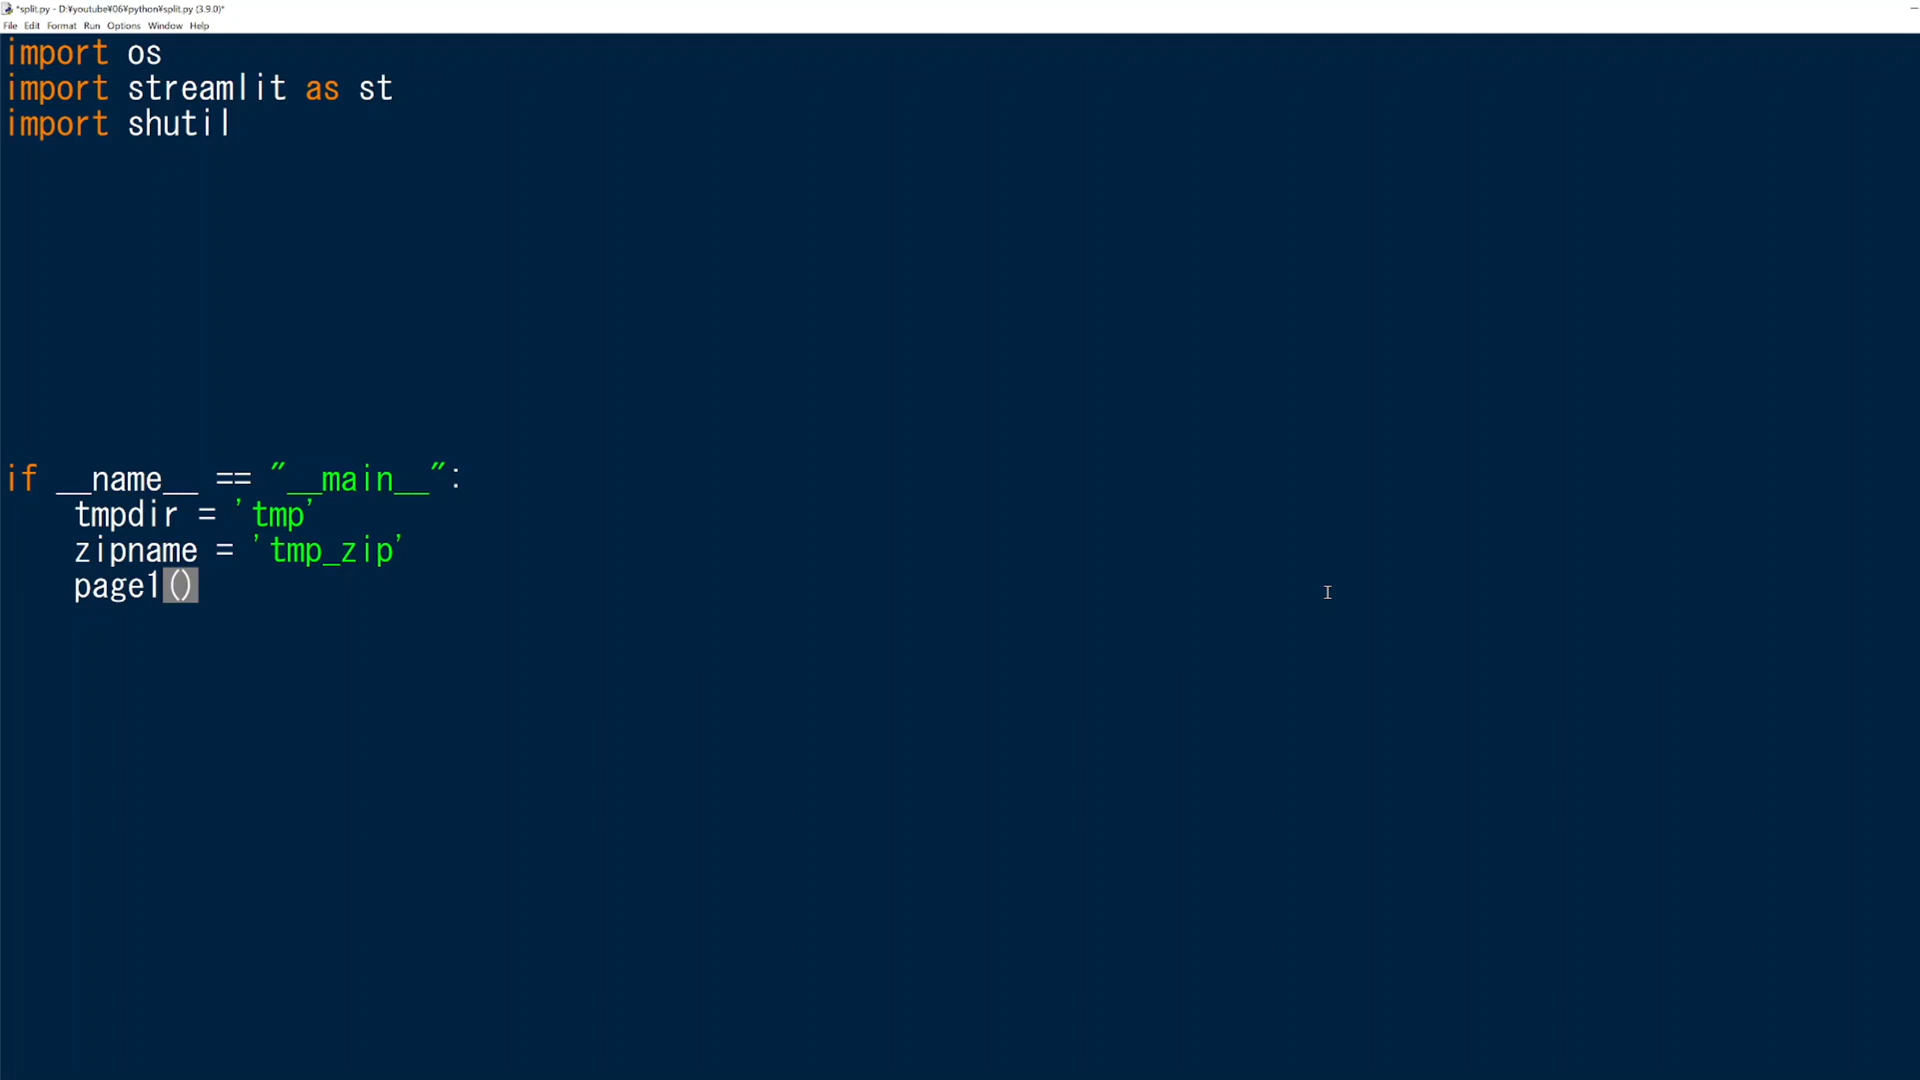 *split.py - D:¥youtube¥06¥python¥split.py (3.9.0)*
File Edit Format Run Options Window Help
import os
import streamlit as st
import shutil
if __name__ == "__main__":
    tmpdir = 'tmp'
    zipname = 'tmp_zip'
    page1()